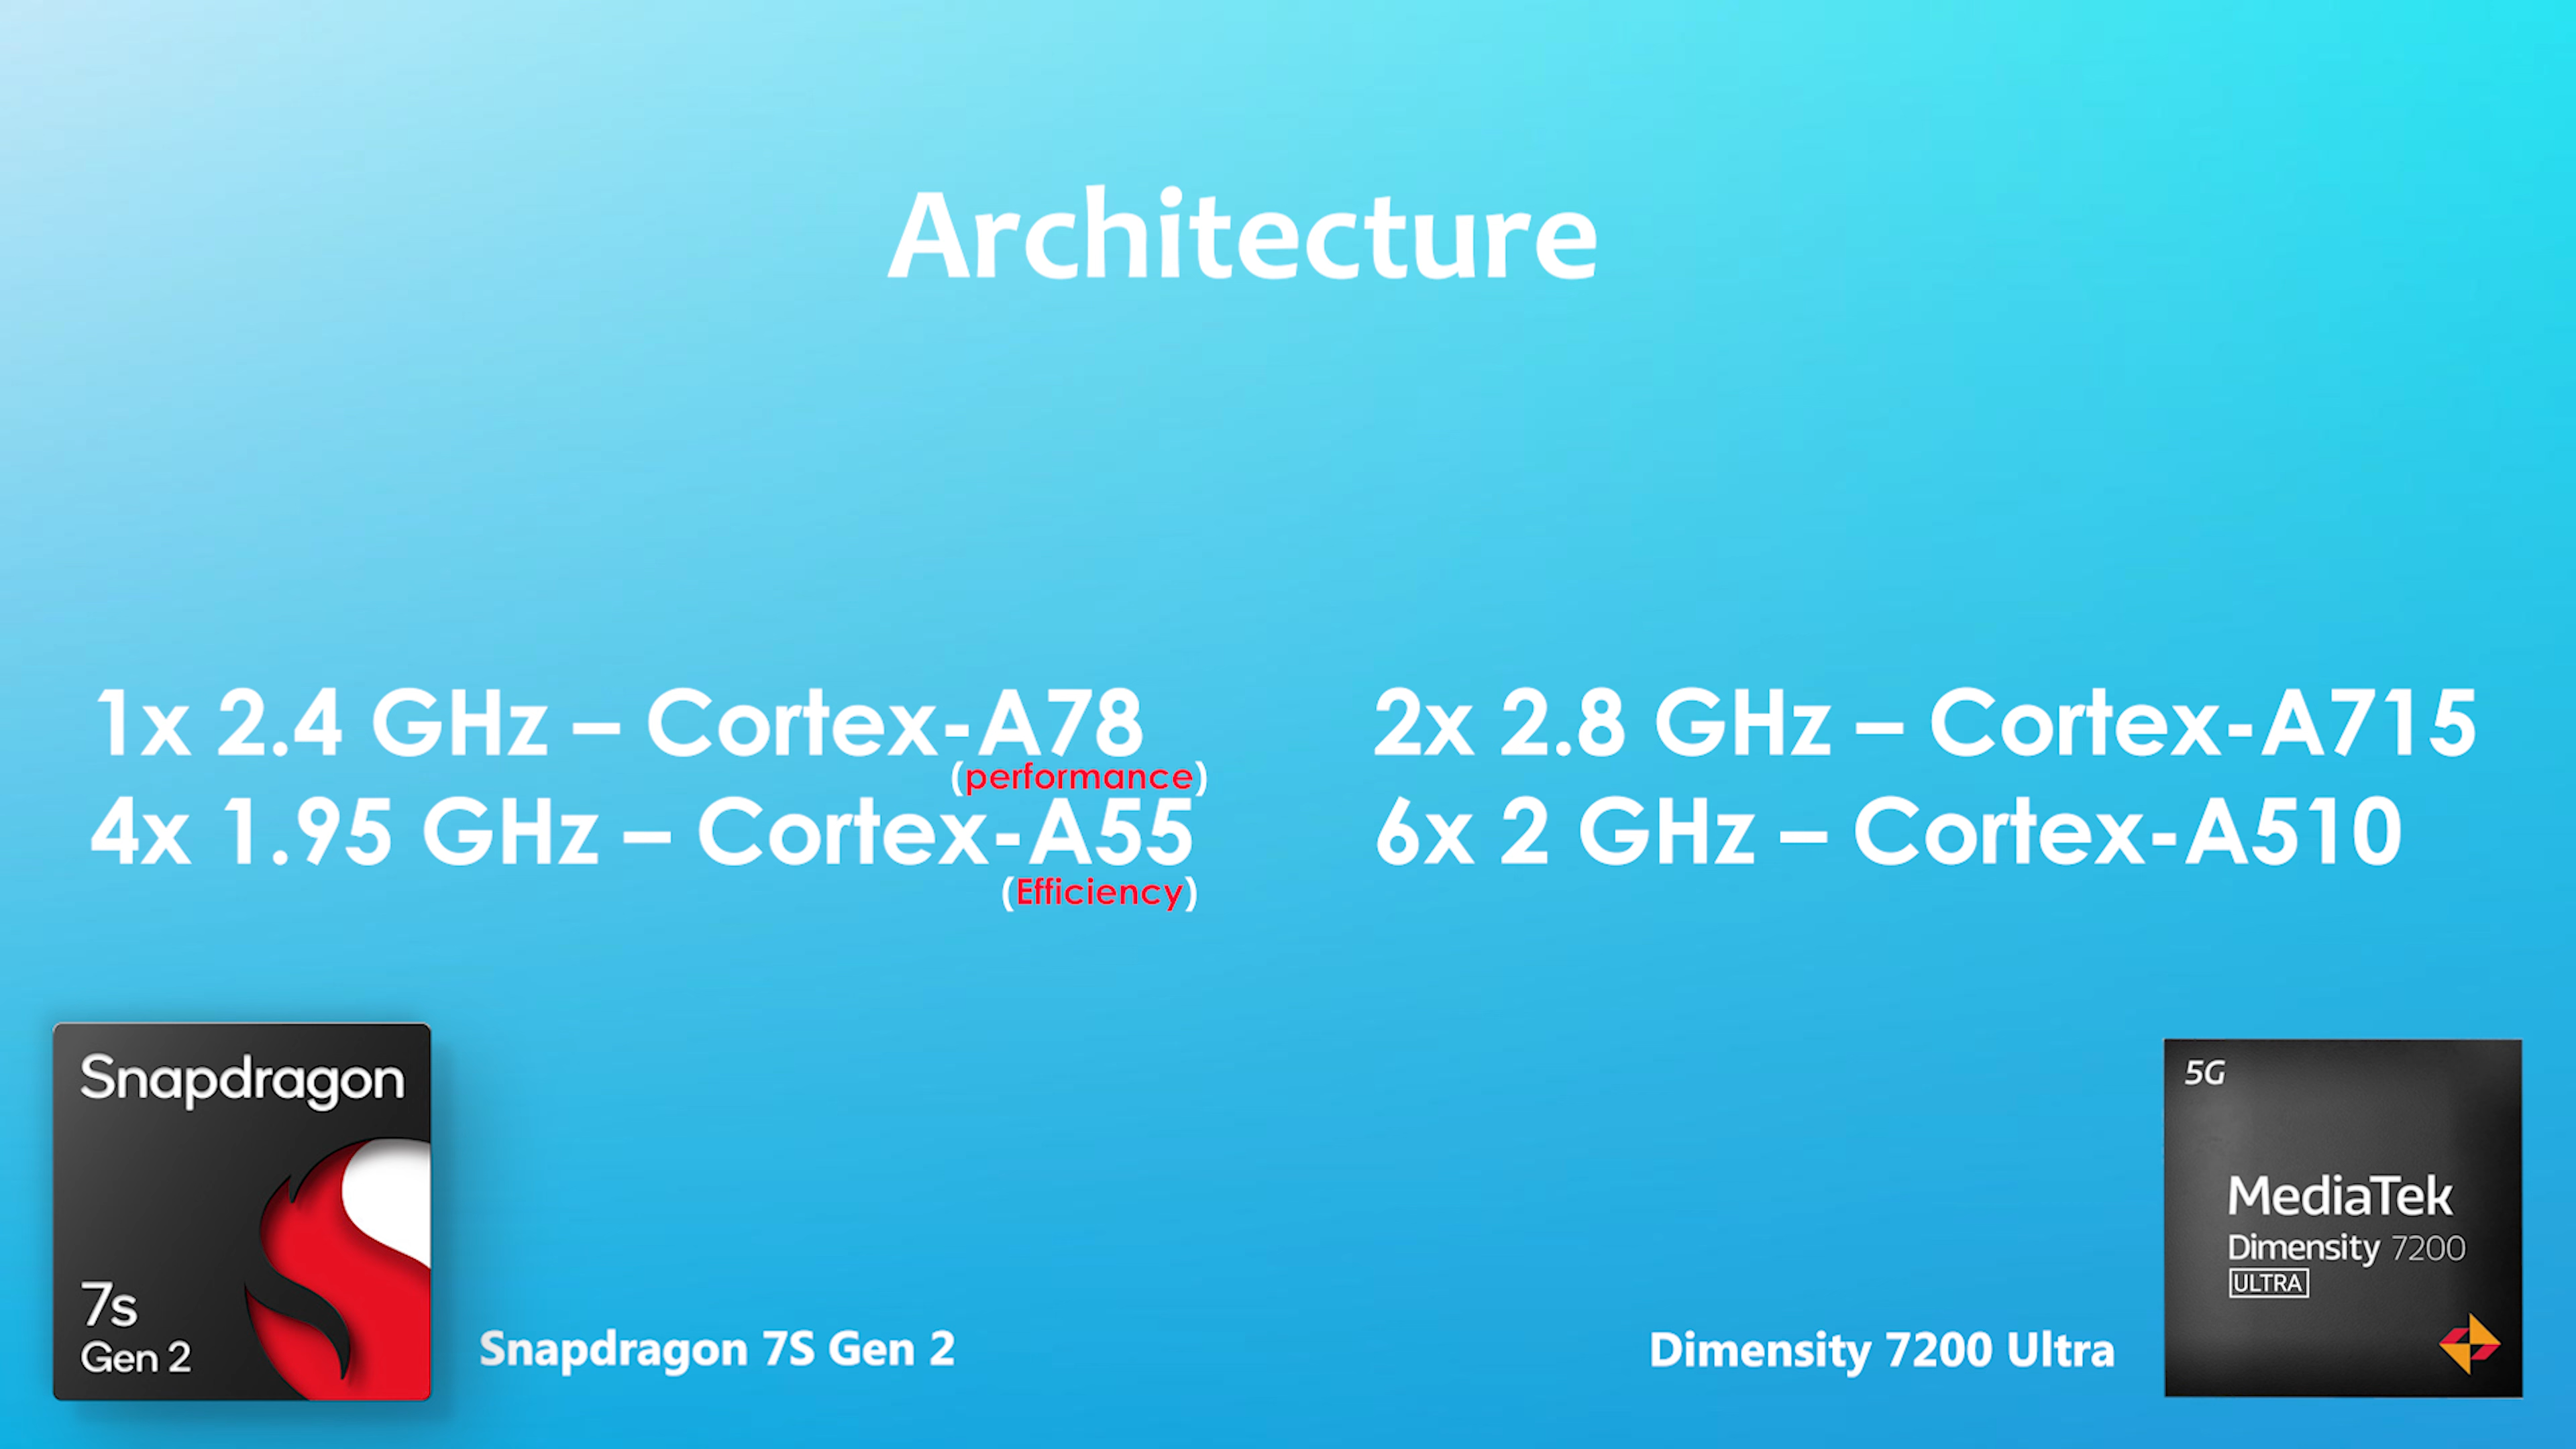 Architecture
1x 2.4 GHz – Cortex-A78
(performance)
4x 1.95 GHz – Cortex-A55
(Efficiency)
2x 2.8 GHz – Cortex-A715
6x 2 GHz – Cortex-A510
Snapdragon
7s
Gen 2
Snapdragon 7S Gen 2
Dimensity 7200 Ultra
5G
MediaTek
Dimensity 7200
ULTRA